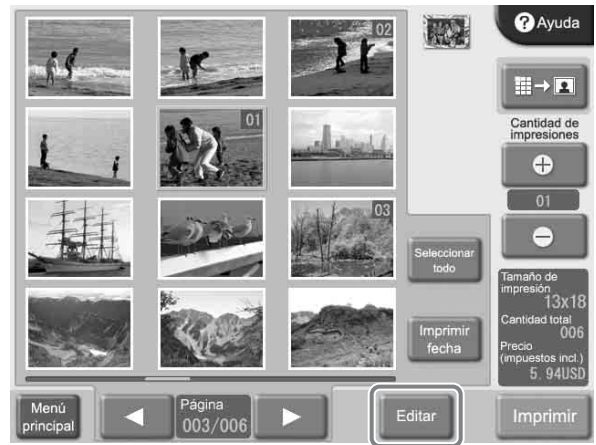 02
Ayuda
Cantidad de
impresiones
01
01
03
Seleccionar
todo
Tamaño de
impresión
13x18
Cantidad total
006
Imprimir
fecha
Precio
(impuestos incl.)
5.94USD
Menú
principal
Página
003/006
Editar
Imprimir